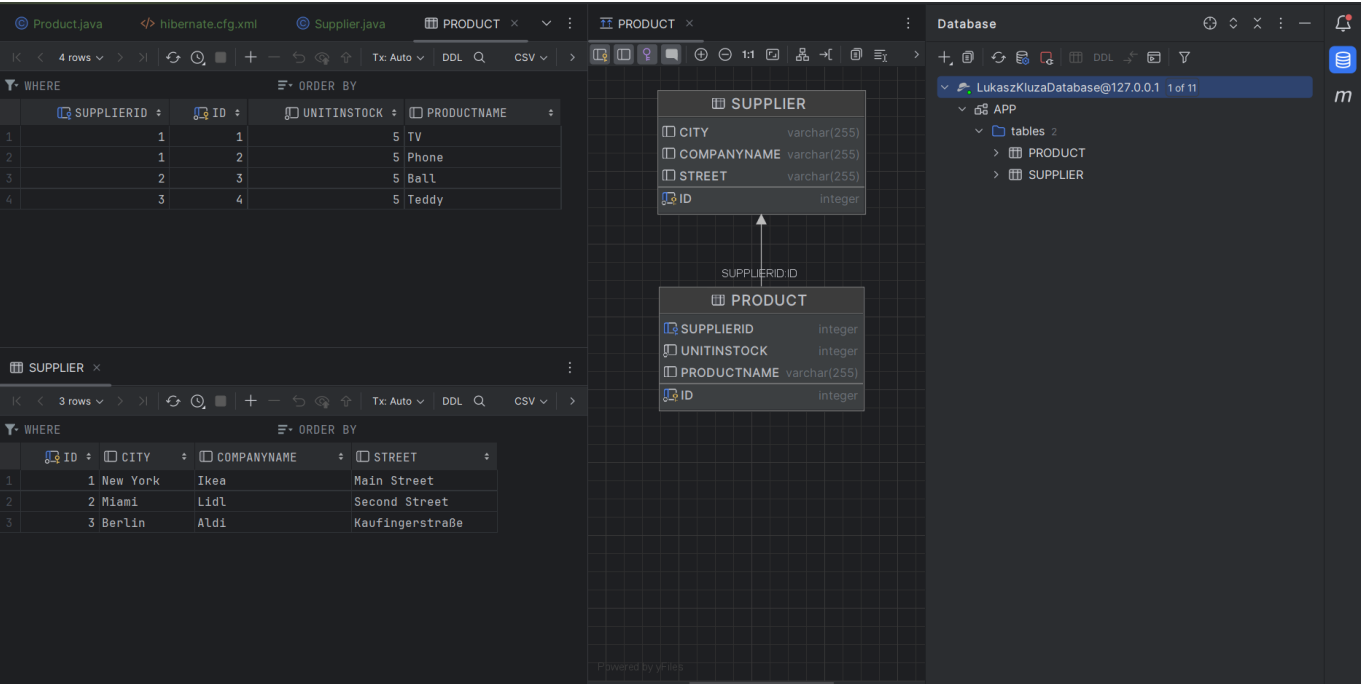 Product.java hibernate.cfg.xml Supplier.java PRODUCT
4 rows Tx: Auto DDL CSV
WHERE ORDER BY
SUPPLIERID ID UNITINSTOCK PRODUCTNAME
1 1 1 5 TV
2 1 2 5 Phone
3 2 3 5 Ball
4 3 4 5 Teddy
SUPPLIER
3 rows Tx: Auto DDL CSV
WHERE ORDER BY
ID CITY COMPANYNAME STREET
1 1 New York Ikea Main Street
2 2 Miami Lidl Second Street
3 3 Berlin Aldi Kaufingerstraße
PRODUCT
1:1
SUPPLIER
CITY varchar(255)
COMPANYNAME varchar(255)
STREET varchar(255)
ID integer
SUPPLIERID:ID
PRODUCT
SUPPLIERID integer
UNITINSTOCK integer
PRODUCTNAME varchar(255)
ID integer
Powered by yFiles
Database
DDL
LukaszKluzaDatabase@127.0.0.1 1 of 11
APP
tables 2
PRODUCT
SUPPLIER
m